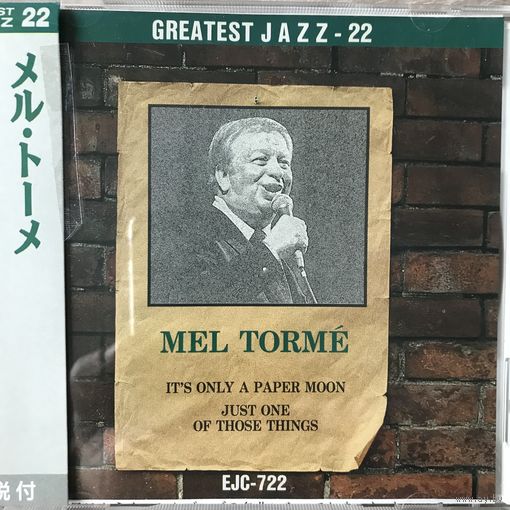 ST 22
Z
メル・トーメ
説付
GREATEST JAZZ - 22
MEL TORMÉ
IT'S ONLY A PAPER MOON
JUST ONE
OF THOSE THINGS
EJC-722